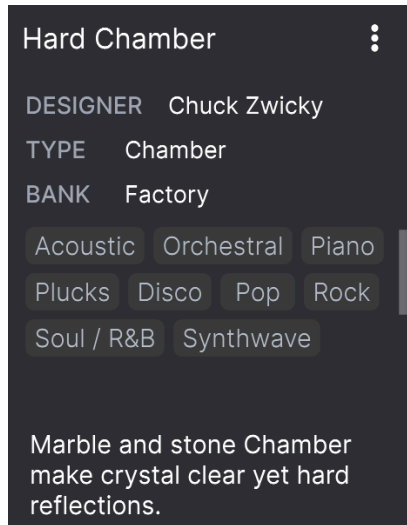 Hard Chamber
DESIGNER Chuck Zwicky
TYPE Chamber
BANK Factory
Acoustic Orchestral Piano
Plucks Disco Pop Rock
Soul / R&B Synthwave
Marble and stone Chamber
make crystal clear yet hard
reflections.